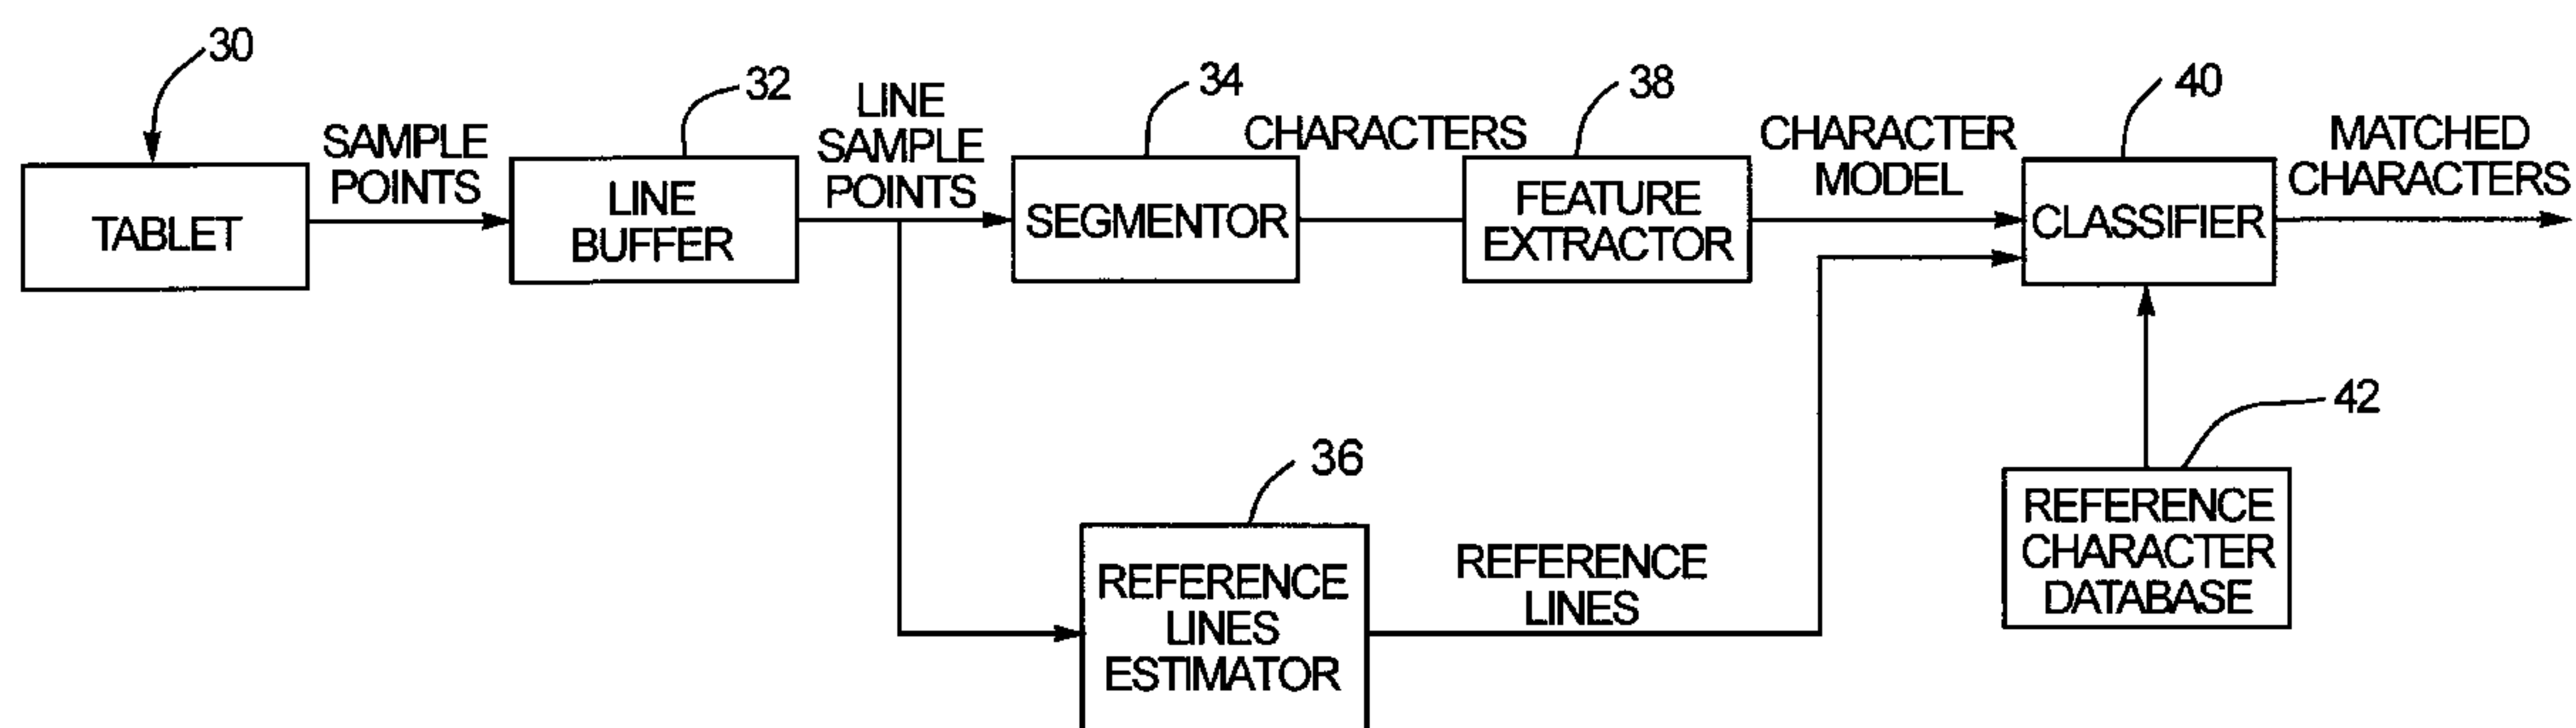 30
32
34
38
40
LINE
SAMPLE
POINTS
SAMPLE
POINTS
CHARACTERS
CHARACTER
MODEL
MATCHED
CHARACTERS
TABLET
LINE
BUFFER
SEGMENTOR
FEATURE
EXTRACTOR
CLASSIFIER
42
36
REFERENCE
LINES
ESTIMATOR
REFERENCE
LINES
REFERENCE
CHARACTER
DATABASE